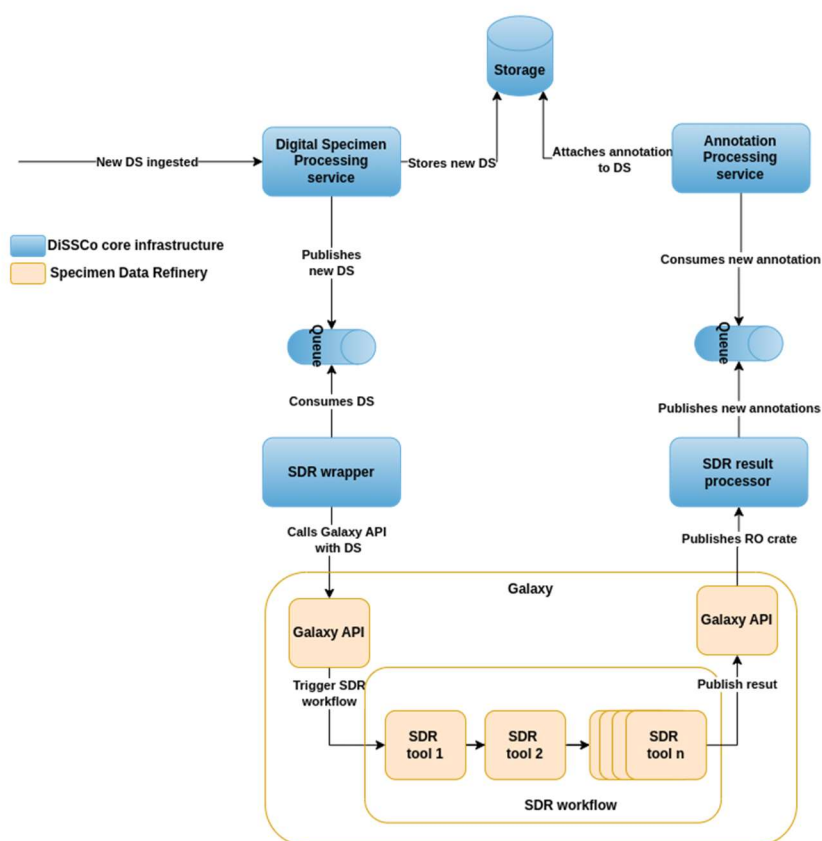 Storage
Digital Specimen
Processing
service
Annotation
Processing
service
New DS ingested
Stores new DS
Attaches annotation
to DS
DiSSCo core infrastructure
Specimen Data Refinery
Publishes
new DS
Consumes new annotation
Queue
Queue
Consumes DS
Publishes new annotations
SDR wrapper
SDR result
processor
Calls Galaxy API
with DS
Publishes RO crate
Galaxy
Galaxy API
Galaxy API
Trigger SDR
workflow
Publish resut
SDR
tool 1
SDR
tool 2
SDR
tool n
SDR workflow